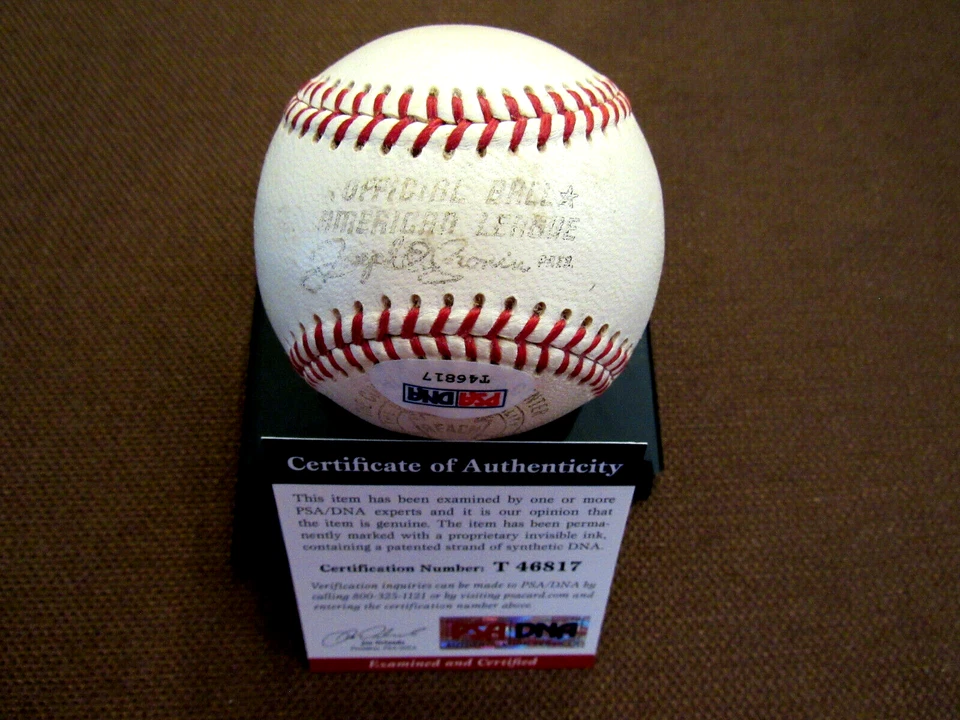 OFFICIAL BALL☆
AMERICAN LEAGUE
Joseph E Cronin PRES.
T46817
PSA DNA
REACH
Certificate of Authenticity
This item has been examined by one or more
PSA/DNA experts and it is our opinion that
the item is genuine. The item has been perma-
nently marked with a proprietary invisible ink,
containing a patented strand of synthetic DNA.
Certification Number: T 46817
Verification inquiries can be made to PSA/DNA by
calling 800-325-1121 or by visiting psacard.com and
entering the certification number above
Joe Orlando
PSA DNA
Examined and Certified